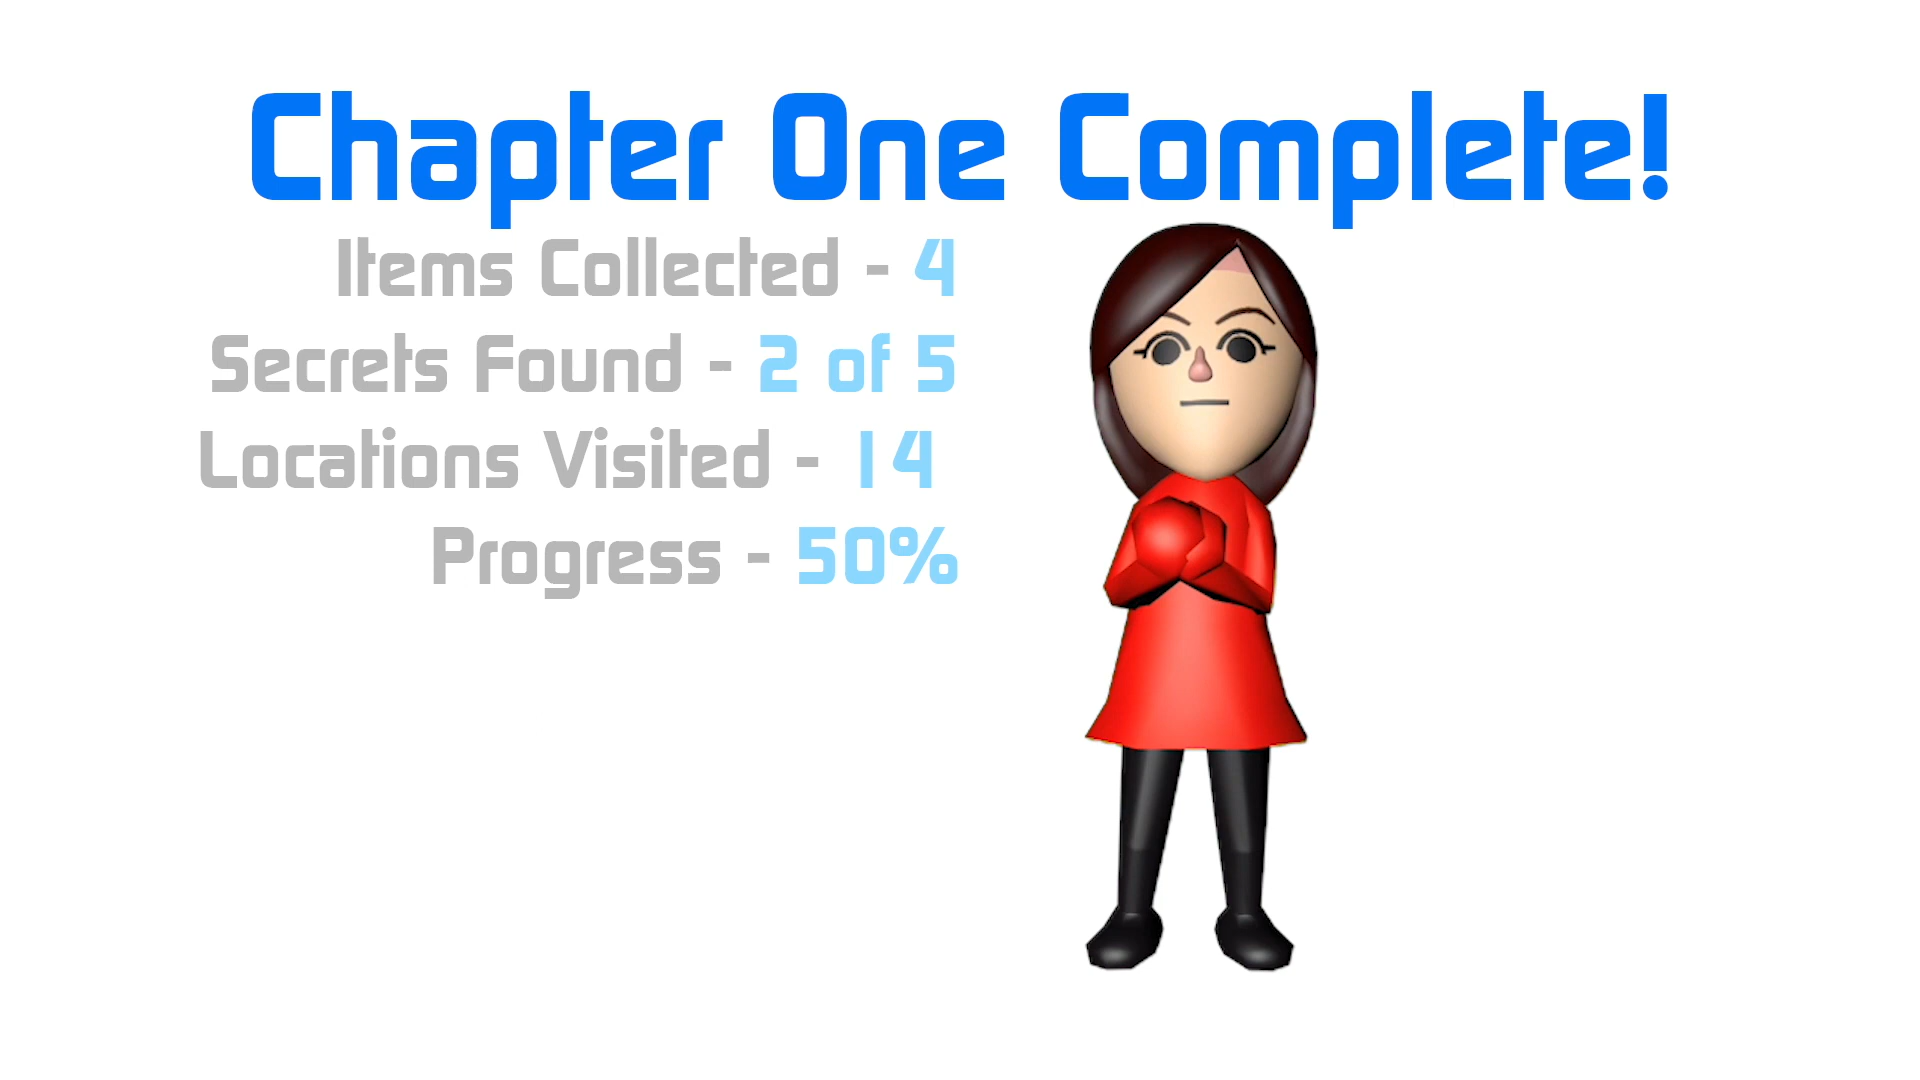 Chapter One Complete!
Items Collected - 4
Secrets Found - 2 of 5
Locations Visited - 14
Progress - 50%